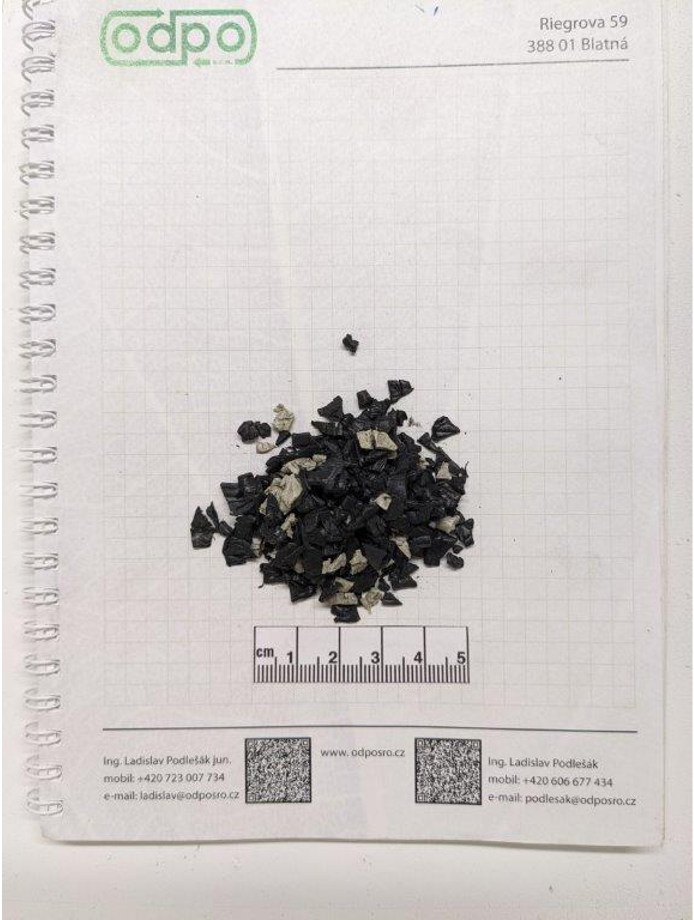 odpo
s.r.o.
Riegrova 59
388 01 Blatná
cm 1 2 3 4 5
Ing. Ladislav Podlešák jun.
mobil: +420 723 007 734
e-mail: ladislav@odposro.cz
www. odposro.cz
Ing. Ladislav Podlešák
mobil: +420 606 677 434
e-mail: podlesak@odposro.cz